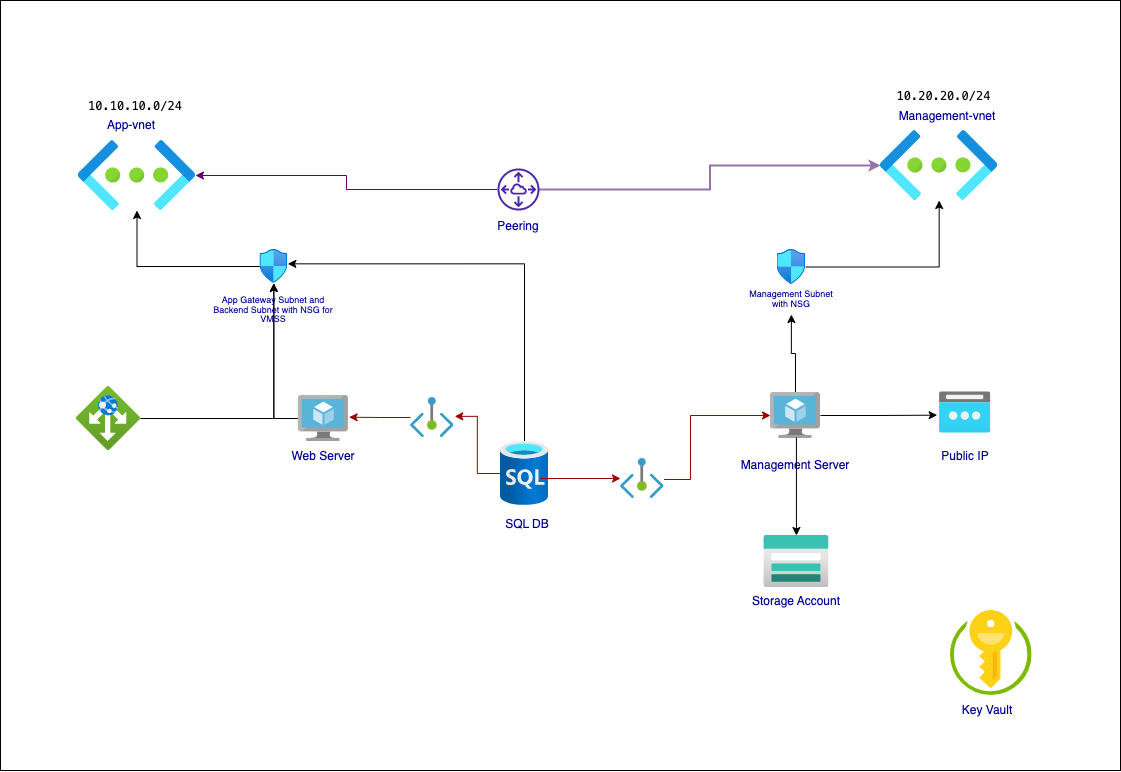 10.10.10.0/24
App-vnet
10.20.20.0/24
Management-vnet
Peering
App Gateway Subnet and
Backend Subnet with NSG for
VMSS
Management Subnet
with NSG
Web Server
SQL
SQL DB
Management Server
Public IP
Storage Account
Key Vault